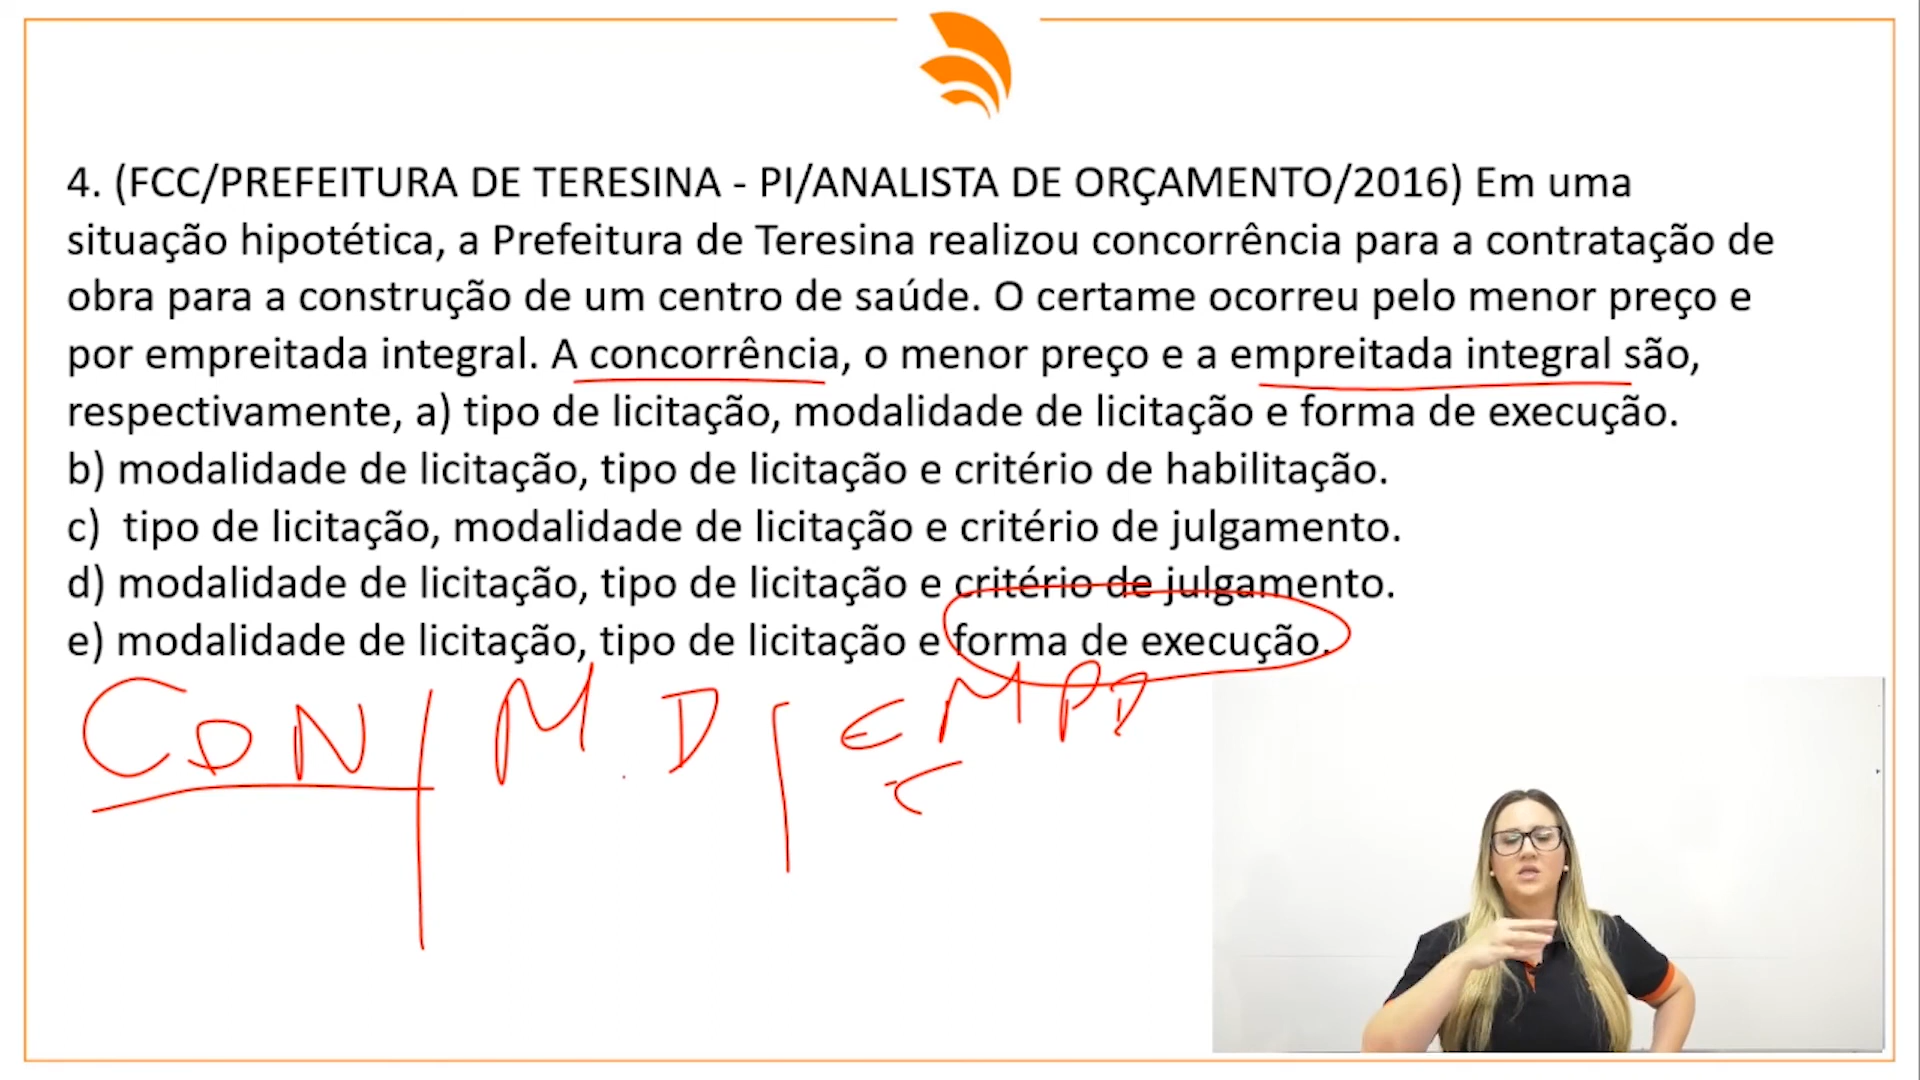 4. (FCC/PREFEITURA DE TERESINA - PI/ANALISTA DE ORÇAMENTO/2016) Em uma
situação hipotética, a Prefeitura de Teresina realizou concorrência para a contratação de
obra para a construção de um centro de saúde. O certame ocorreu pelo menor preço e
por empreitada integral. A concorrência, o menor preço e a empreitada integral são,
respectivamente, a) tipo de licitação, modalidade de licitação e forma de execução.
b) modalidade de licitação, tipo de licitação e critério de habilitação.
c) tipo de licitação, modalidade de licitação e critério de julgamento.
d) modalidade de licitação, tipo de licitação e critério de julgamento.
e) modalidade de licitação, tipo de licitação e forma de execução.
CON